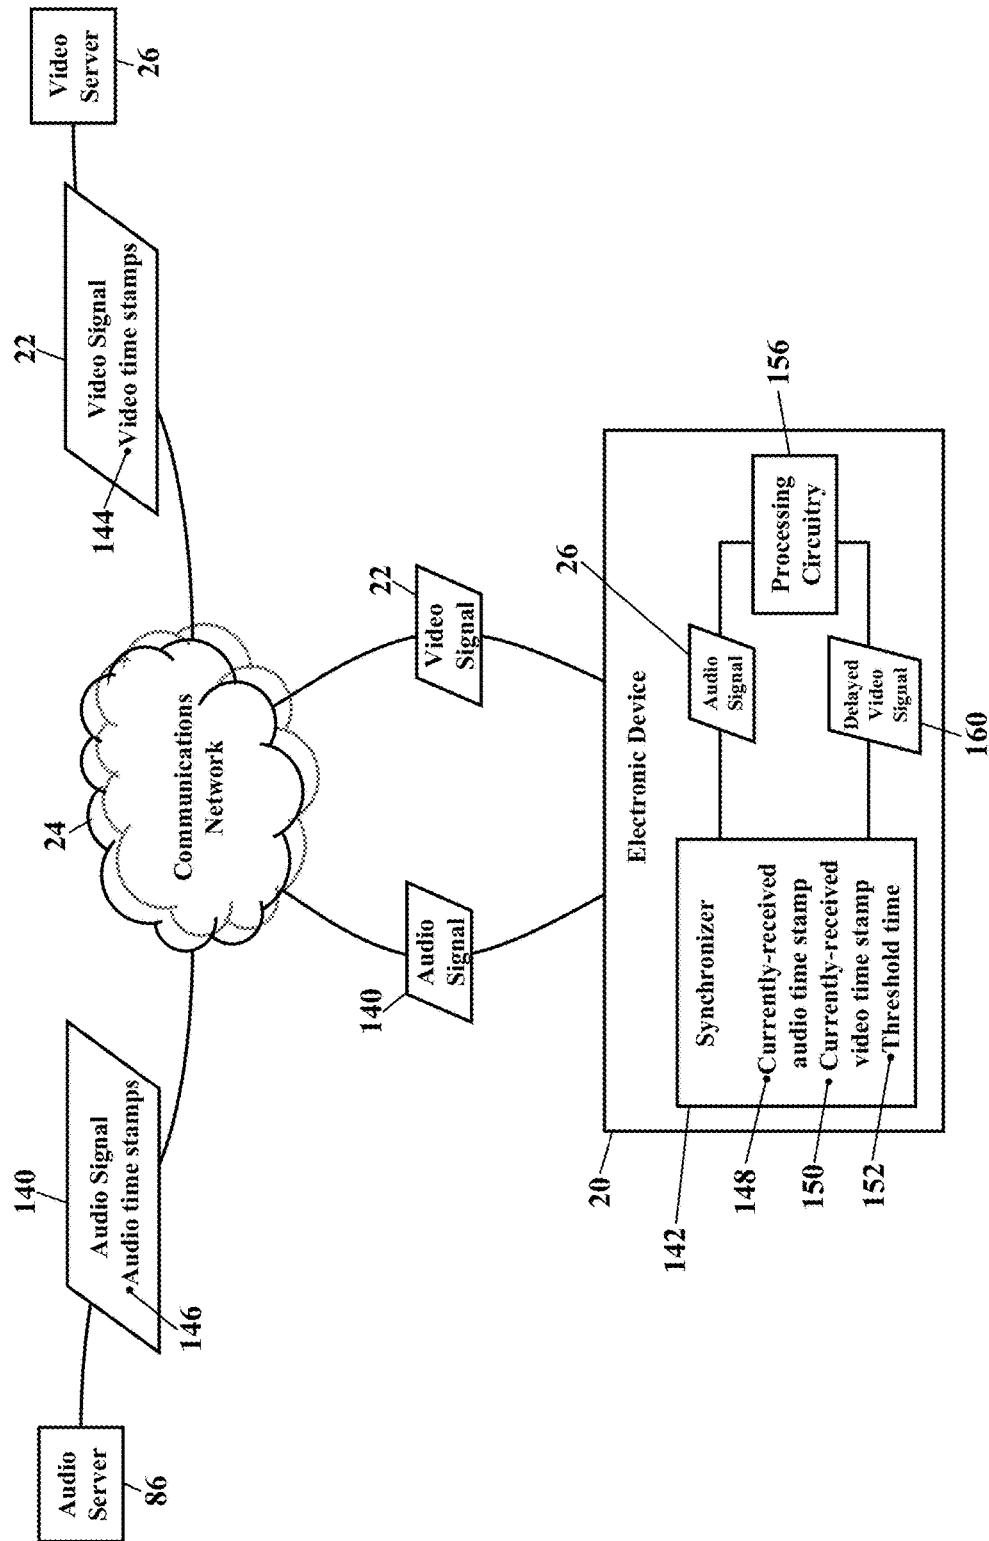 Audio
Server
86
140
Audio Signal
•Audio time stamps
146
24
Communications
Network
22
Video Signal
•Video time stamps
144
Video
Server
26
140
Audio
Signal
22
Video
Signal
20
Electronic Device
142
Synchronizer
•Currently-received
audio time stamp
•Currently-received
video time stamp
•Threshold time
148
150
152
26
Audio
Signal
Delayed
Video
Signal
160
Processing
Circuitry
156